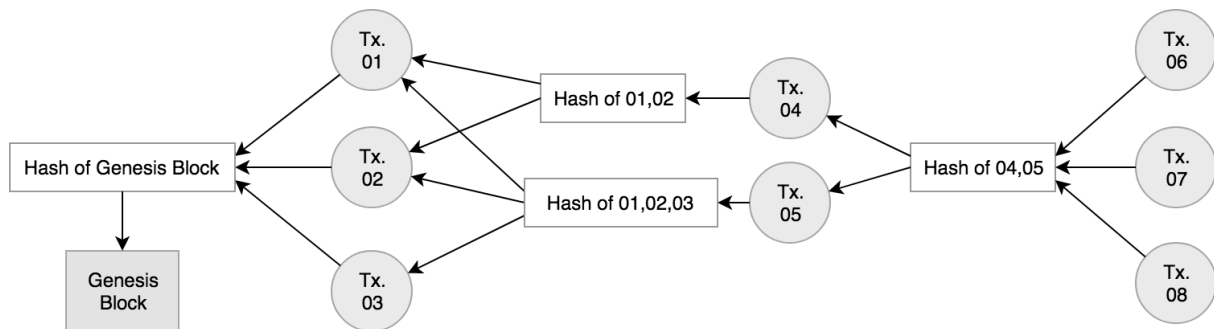 Tx.
01
Tx.
06
Hash of 01,02
Tx.
04
Hash of Genesis Block
Tx.
02
Hash of 04,05
Tx.
07
Hash of 01,02,03
Tx.
05
Genesis
Block
Tx.
03
Tx.
08